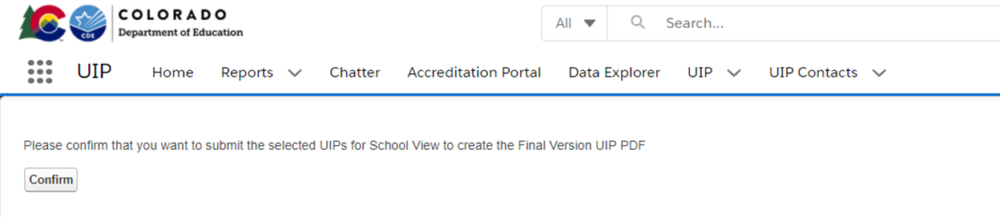 COLORADO
CDE
Department of Education
All
Search...
UIP
Home
Reports
Chatter
Accreditation Portal
Data Explorer
UIP
UIP Contacts
Please confirm that you want to submit the selected UIPs for School View to create the Final Version UIP PDF
Confirm